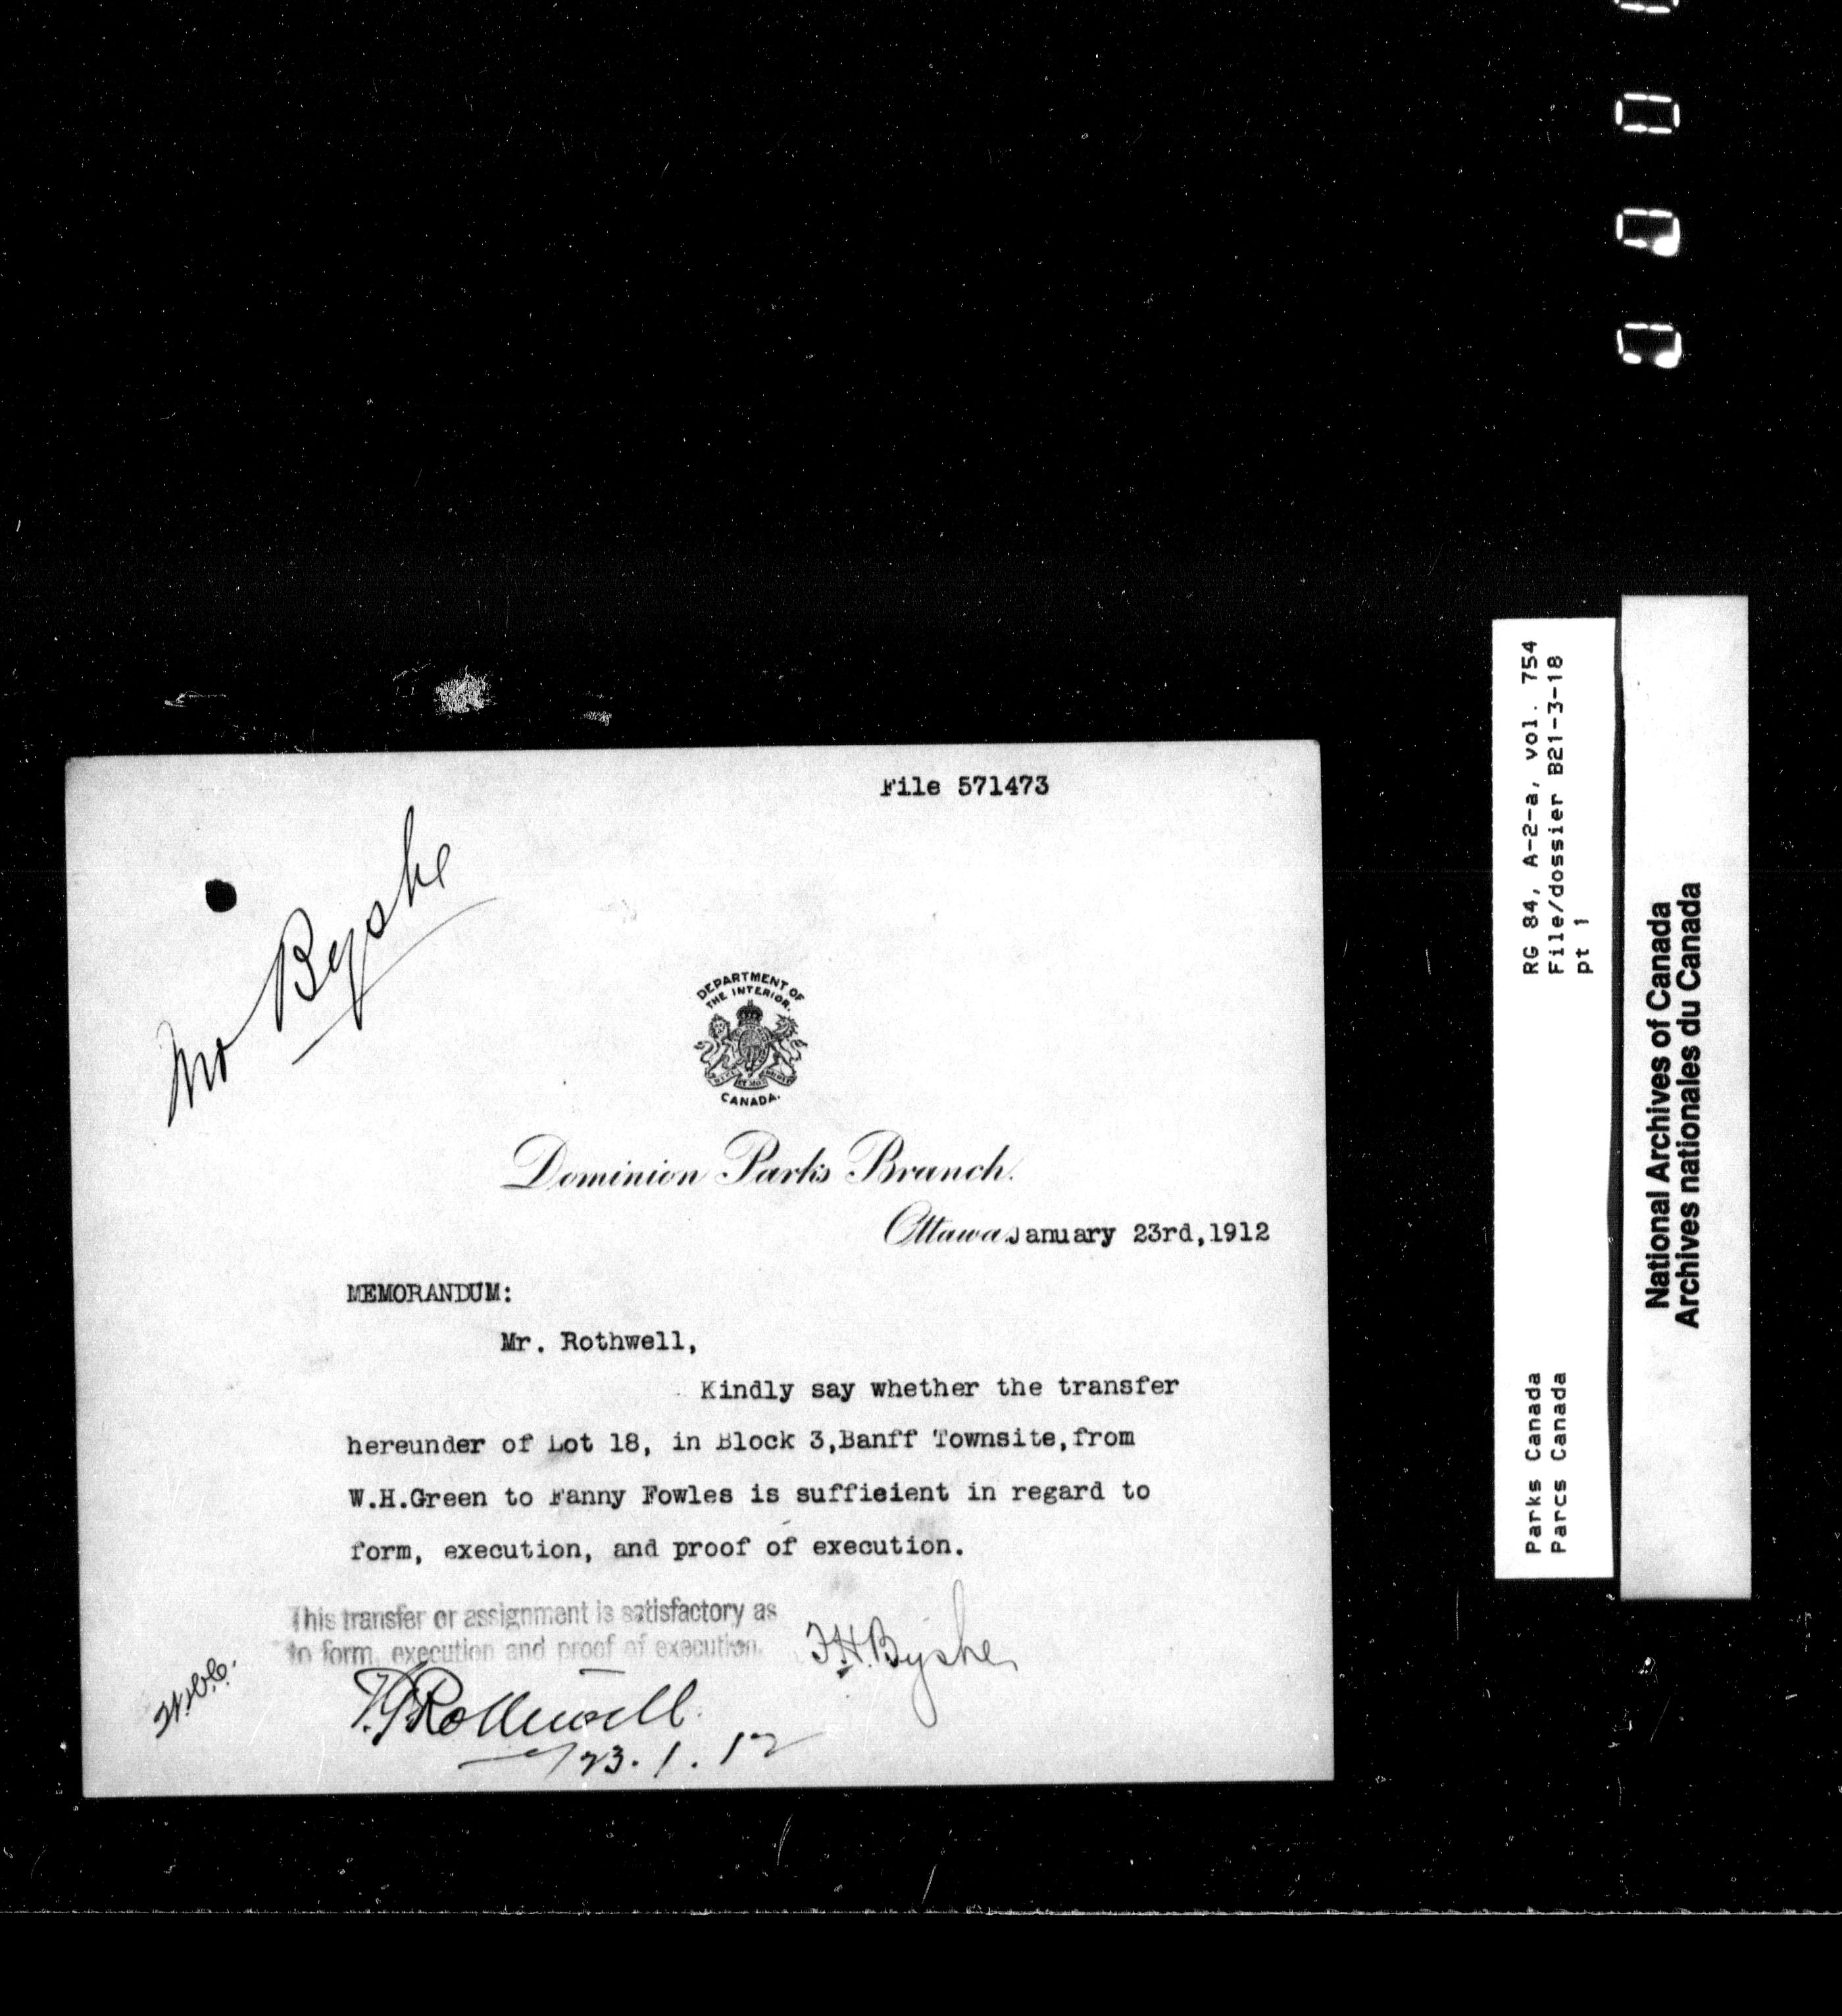 File 571473
Mr Byshe
DEPARTMENT OF
THE INTERIOR.
CANADA.
Dominion Parks Branch.
Ottawa January 23rd,1912
MEMORANDUM:
Mr. Rothwell,
Kindly say whether the transfer
hereunder of Lot 18, in Block 3,Banff Townsite,from
W.H.Green to Fanny Fowles is suffieient in regard to
form, execution, and proof of execution.
This transfer or assignment is satisfactory as
to form, execution and proof of execution.
F.H.Byshe
Rothwell
23.1.12
RG 84, A-2-a, vol. 754
File/dossier B21-3-18
pt 1
Parks Canada
Parcs Canada
National Archives of Canada
Archives nationales du Canada